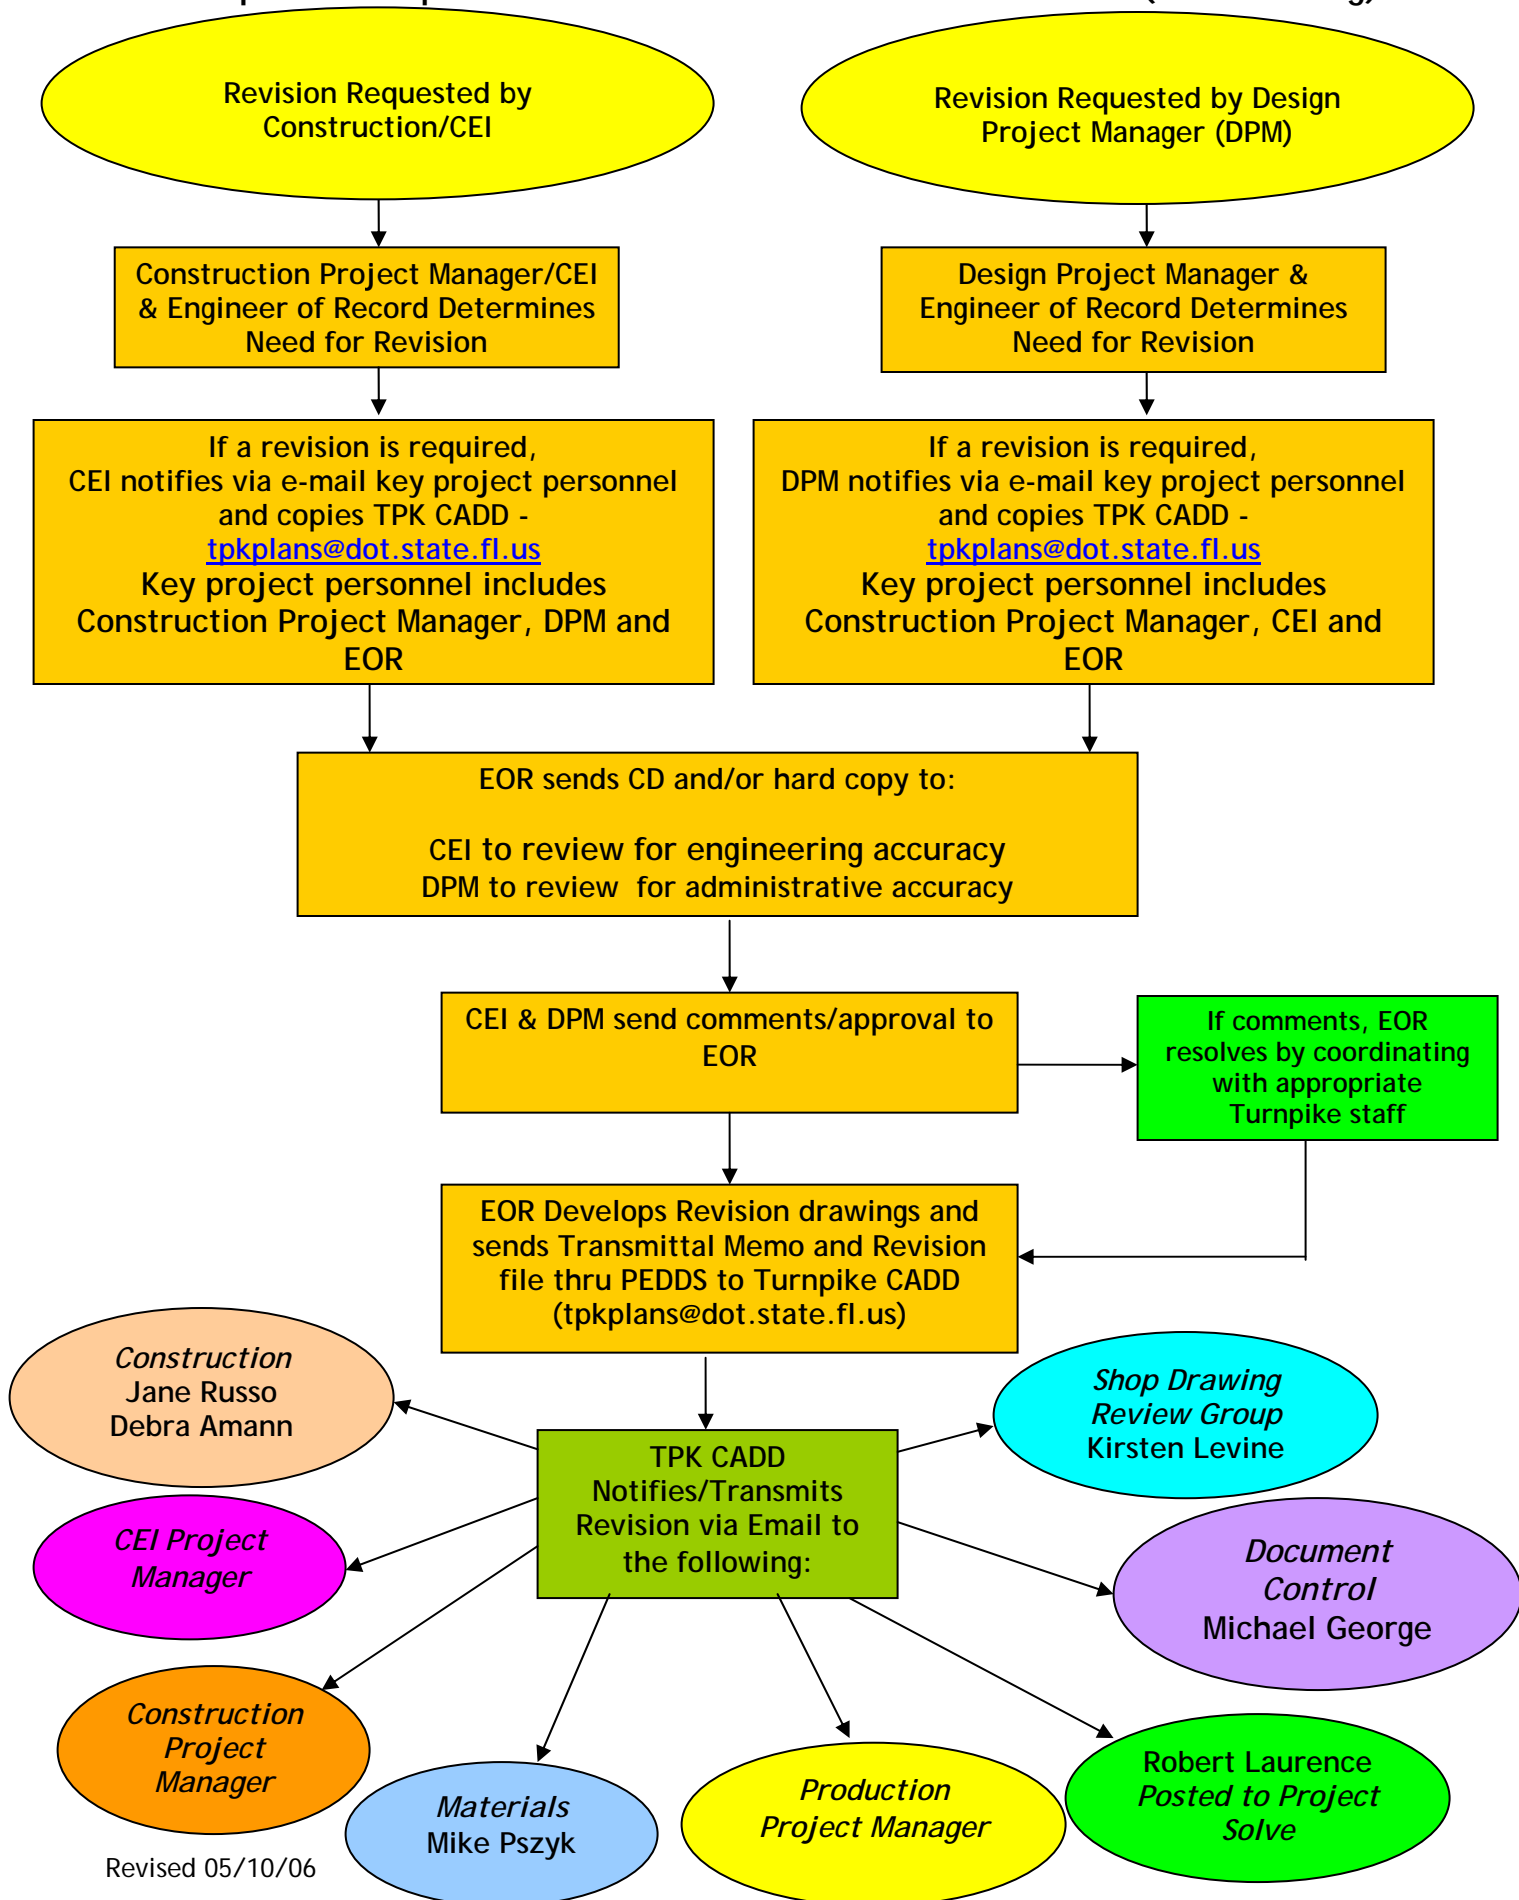 Revision Requested by
Construction/CEI
Revision Requested by Design
Project Manager (DPM)
Construction Project Manager/CEI
& Engineer of Record Determines
Need for Revision
Design Project Manager &
Engineer of Record Determines
Need for Revision
If a revision is required,
CEI notifies via e-mail key project personnel
and copies TPK CADD -
tpkplans@dot.state.fl.us
Key project personnel includes
Construction Project Manager, DPM and
EOR
If a revision is required,
DPM notifies via e-mail key project personnel
and copies TPK CADD -
tpkplans@dot.state.fl.us
Key project personnel includes
Construction Project Manager, CEI and
EOR
EOR sends CD and/or hard copy to:
CEI to review for engineering accuracy
DPM to review for administrative accuracy
CEI & DPM send comments/approval to
EOR
If comments, EOR
resolves by coordinating
with appropriate
Turnpike staff
EOR Develops Revision drawings and
sends Transmittal Memo and Revision
file thru PEDDS to Turnpike CADD
(tpkplans@dot.state.fl.us)
Construction
Jane Russo
Debra Amann
Shop Drawing
Review Group
Kirsten Levine
TPK CADD
Notifies/Transmits
Revision via Email to
the following:
CEI Project
Manager
Document
Control
Michael George
Construction
Project
Manager
Materials
Mike Pszyk
Production
Project Manager
Robert Laurence
Posted to Project
Solve
Revised 05/10/06